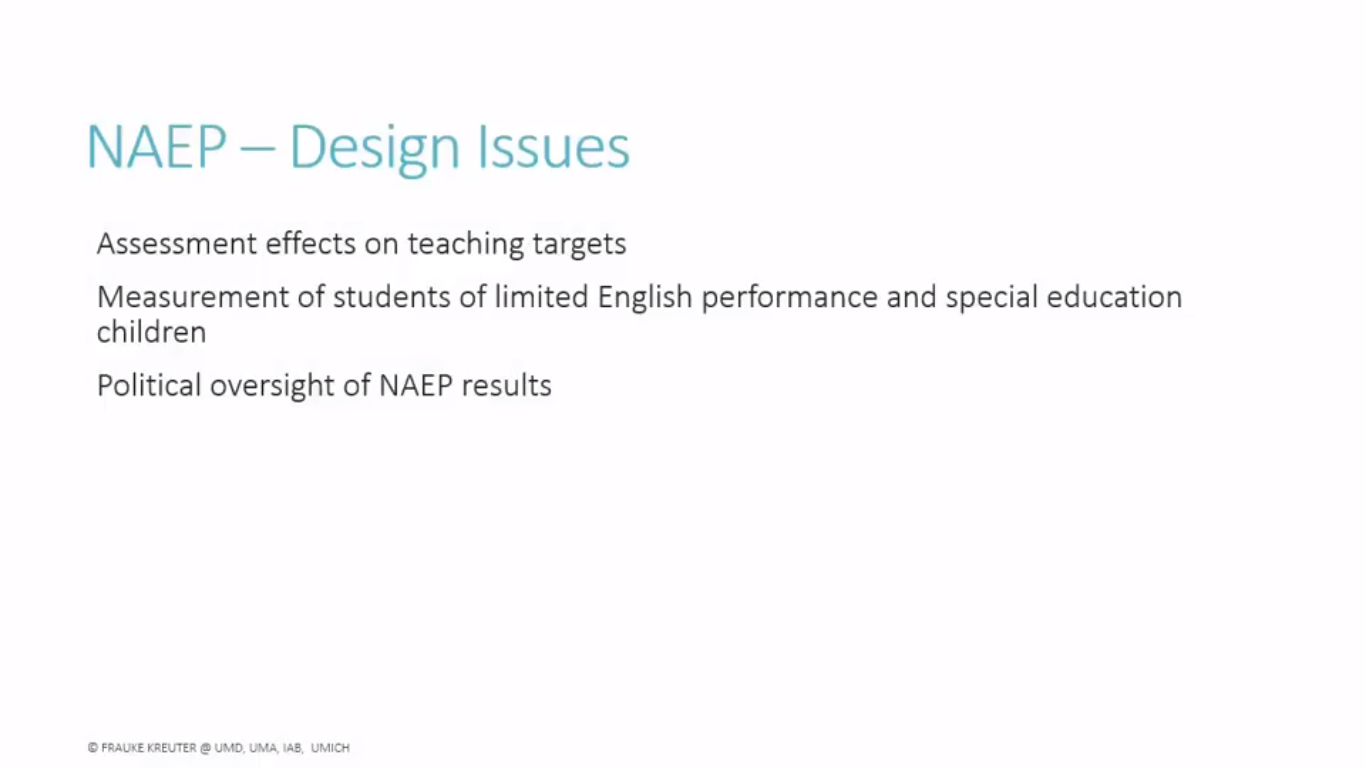 NAEP – Design Issues
Assessment effects on teaching targets
Measurement of students of limited English performance and special education
children
Political oversight of NAEP results
© FRAUKE KREUTER @ UMD, UMA, IAB, UMICH